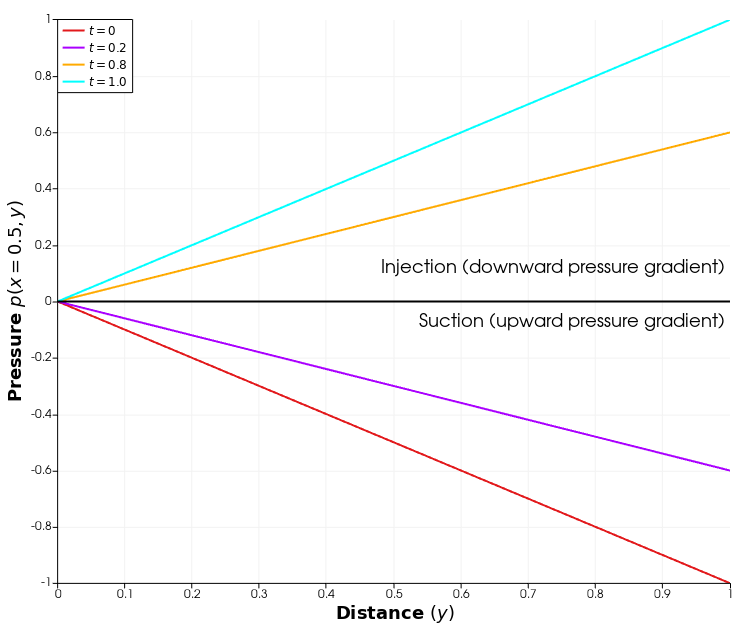 t = 0
t = 0.2
t = 0.8
t = 1.0
1
0.8
0.6
0.4
0.2
0
-0.2
-0.4
-0.6
-0.8
-1
Pressure p(x = 0.5, y)
Injection (downward pressure gradient)
Suction (upward pressure gradient)
0 0.1 0.2 0.3 0.4 0.5 0.6 0.7 0.8 0.9 1
Distance (y)